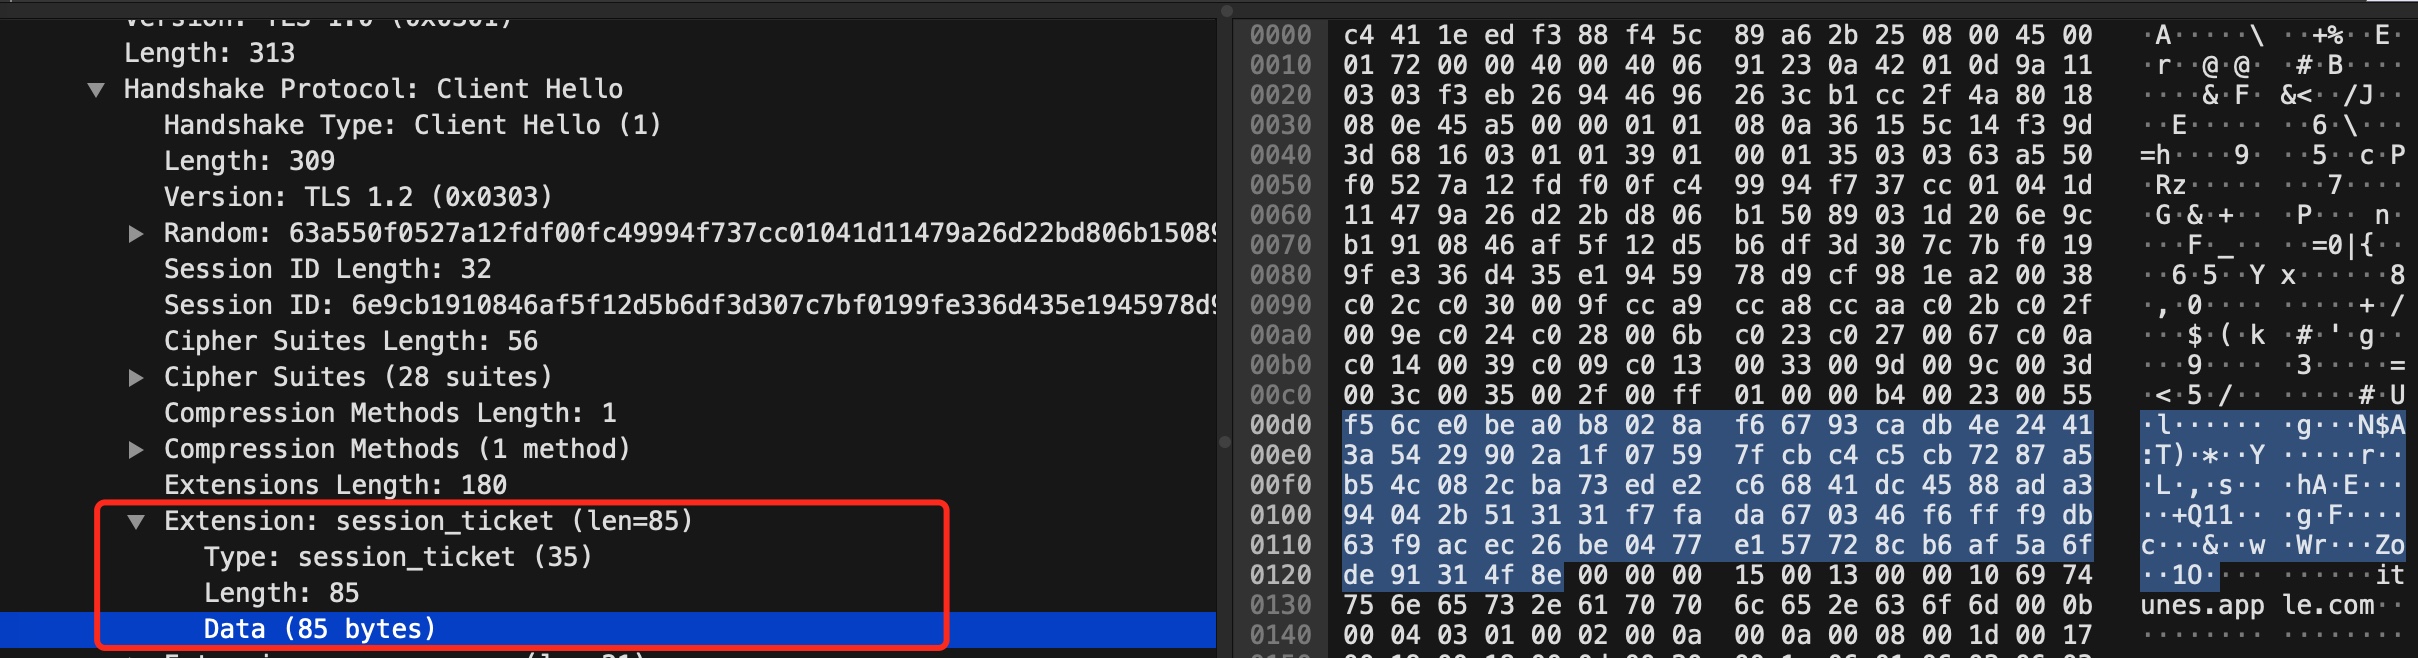 Version: TLS 1.0 (0x0301)
Length: 313
Handshake Protocol: Client Hello
Handshake Type: Client Hello (1)
Length: 309
Version: TLS 1.2 (0x0303)
Random: 63a550f0527a12fdf00fc49994f737cc01041d11479a26d22bd806b15089
Session ID Length: 32
Session ID: 6e9cb1910846af5f12d5b6df3d307c7bf0199fe336d435e1945978d9
Cipher Suites Length: 56
Cipher Suites (28 suites)
Compression Methods Length: 1
Compression Methods (1 method)
Extensions Length: 180
Extension: session_ticket (len=85)
Type: session_ticket (35)
Length: 85
Data (85 bytes)
0000 c4 41 1e ed f3 88 f4 5c 89 a6 2b 25 08 00 45 00 ·A·····\ ··+%··E·
0010 01 72 00 00 40 00 40 06 91 23 0a 42 01 0d 9a 11 ·r··@·@· ·#·B····
0020 03 03 f3 eb 26 94 46 96 26 3c b1 cc 2f 4a 80 18 ····&·F· &<··/J··
0030 08 0e 45 a5 00 00 01 01 08 0a 36 15 5c 14 f3 9d ··E····· ··6·\···
0040 3d 68 16 03 01 01 39 01 00 01 35 03 03 63 a5 50 =h····9· ··5··c·P
0050 f0 52 7a 12 fd f0 0f c4 99 94 f7 37 cc 01 04 1d ·Rz····· ···7····
0060 11 47 9a 26 d2 2b d8 06 b1 50 89 03 1d 20 6e 9c ·G·&·+·· ·P··· n·
0070 b1 91 08 46 af 5f 12 d5 b6 df 3d 30 7c 7b f0 19 ···F·_·· ··=0|{··
0080 9f e3 36 d4 35 e1 94 59 78 d9 cf 98 1e a2 00 38 ··6·5··Y x······8
0090 c0 2c c0 30 00 9f cc a9 cc a8 cc aa c0 2b c0 2f ·,·0···· ·····+·/
00a0 00 9e c0 24 c0 28 00 6b c0 23 c0 27 00 67 c0 0a ···$·(·k ·#·'·g··
00b0 c0 14 00 39 c0 09 c0 13 00 33 00 9d 00 9c 00 3d ···9···· ·3·····=
00c0 00 3c 00 35 00 2f 00 ff 01 00 00 b4 00 23 00 55 ·<·5·/·· ·····#·U
00d0 f5 6c e0 be a0 b8 02 8a f6 67 93 ca db 4e 24 41 ·l······ ·g···N$A
00e0 3a 54 29 90 2a 1f 07 59 7f cb c4 c5 cb 72 87 a5 :T)·*··Y ·····r··
00f0 b5 4c 08 2c ba 73 ed e2 c6 68 41 dc 45 88 ad a3 ·L·,·s·· ·hA·E···
0100 94 04 2b 51 31 31 f7 fa da 67 03 46 f6 ff f9 db ··+Q11·· ·g·F····
0110 63 f9 ac ec 26 be 04 77 e1 57 72 8c b6 af 5a 6f c···&··w ·Wr···Zo
0120 de 91 31 4f 8e 00 00 00 15 00 13 00 00 10 69 74 ··1O···· ······it
0130 75 6e 65 73 2e 61 70 70 6c 65 2e 63 6f 6d 00 0b unes.app le.com··
0140 00 04 03 01 00 02 00 0a 00 0a 00 08 00 1d 00 17 ········ ········